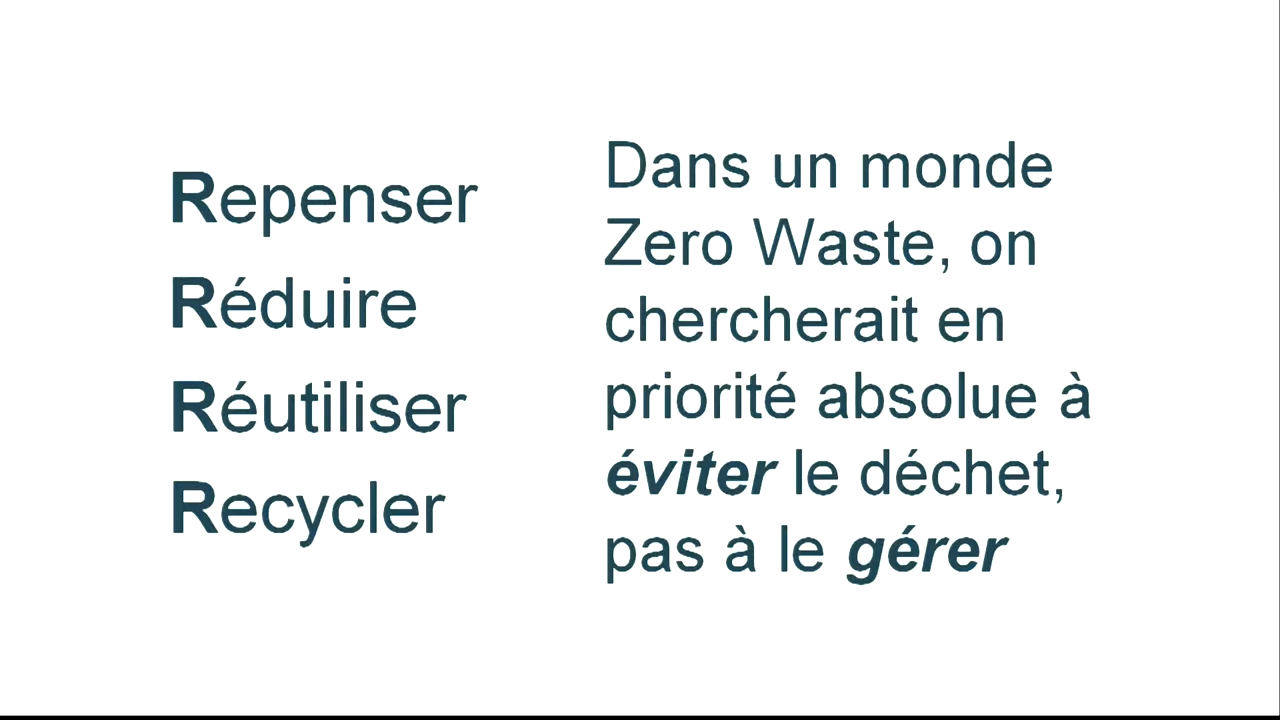 Repenser
Réduire
Réutiliser
Recycler
Dans un monde
Zero Waste, on
chercherait en
priorité absolue à
éviter le déchet,
pas à le gérer